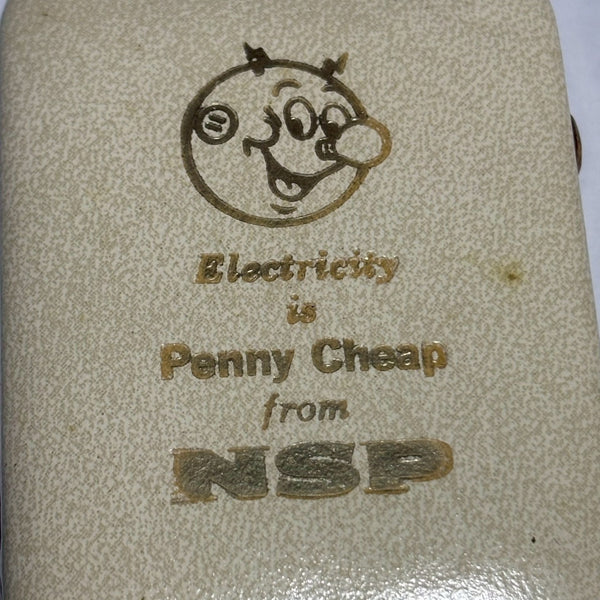 Electricity
is
Penny Cheap
from
NSP